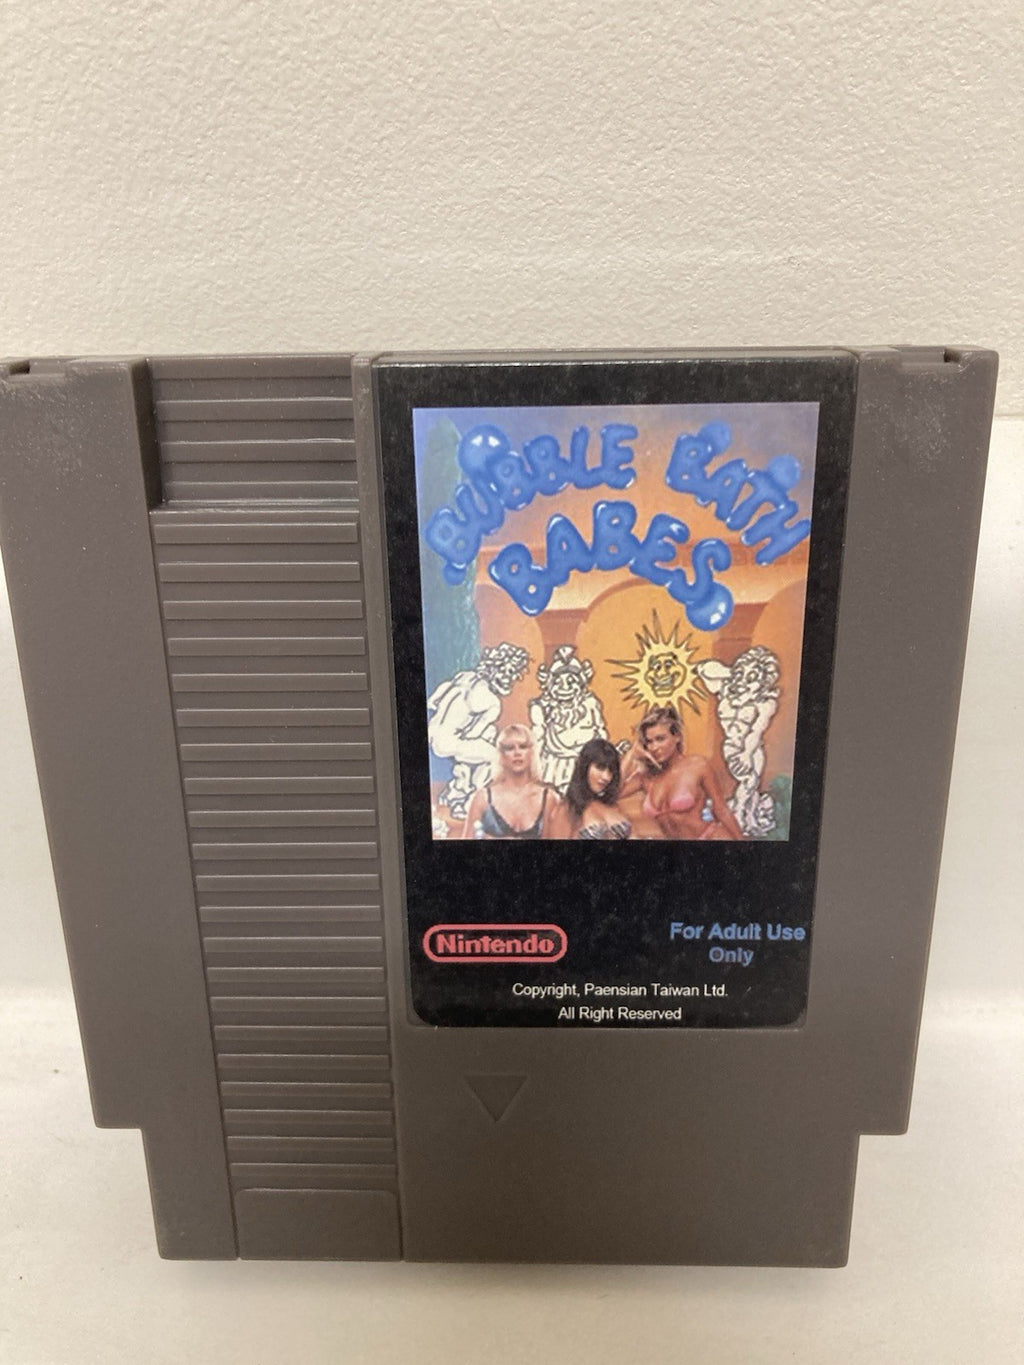 BUBBLE BATH
BABES
Nintendo
For Adult Use
Only
Copyright, Paensian Taiwan Ltd.
All Right Reserved